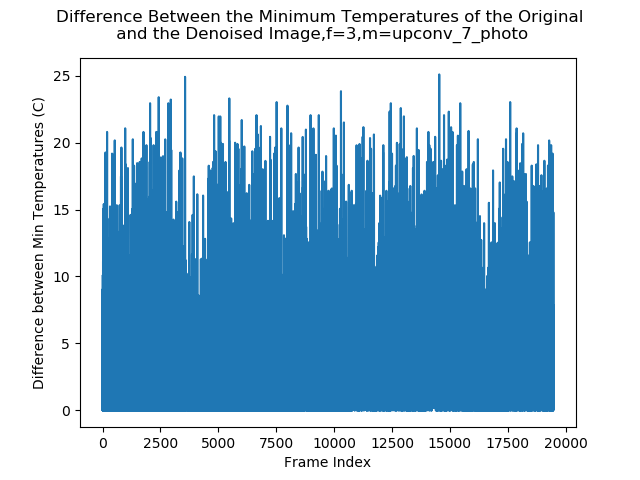 Difference Between the Minimum Temperatures of the Original
and the Denoised Image,f=3,m=upconv_7_photo
25
20
15
10
5
0
Difference between Min Temperatures (C)
0 2500 5000 7500 10000 12500 15000 17500 20000
Frame Index